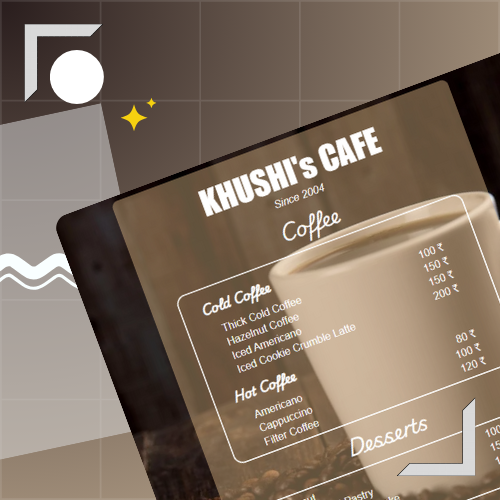 KHUSHI's CAFE
Since 2004
Coffee
Cold Coffee
Thick Cold Coffee 100 ₹
Hazelnut Coffee 150 ₹
Iced Americano 150 ₹
Iced Cookie Crumble Latte 200 ₹
Hot Coffee
Americano 80 ₹
Cappuccino 100 ₹
Filter Coffee 120 ₹
Desserts
Pastry